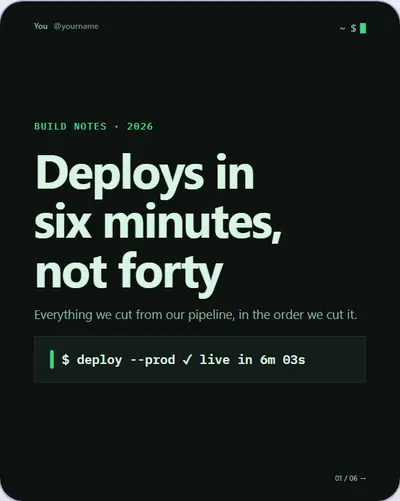 You @yourname
~ $
BUILD NOTES · 2026
Deploys in
six minutes,
not forty
Everything we cut from our pipeline, in the order we cut it.
$ deploy --prod ✓ live in 6m 03s
01 / 06 →